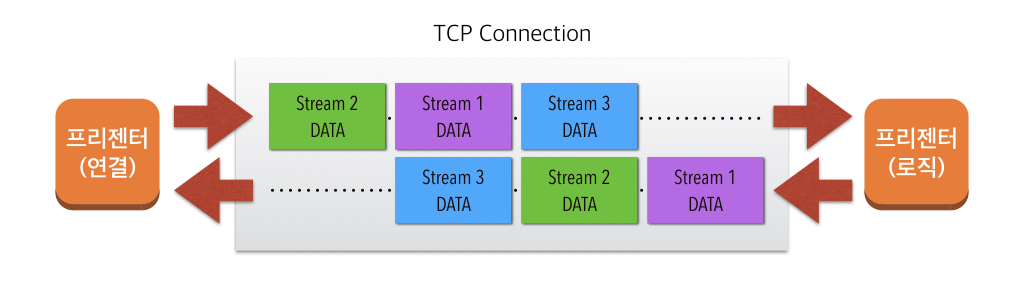 TCP Connection
프리젠터
(연결)
Stream 2
DATA
Stream 1
DATA
Stream 3
DATA
Stream 3
DATA
Stream 2
DATA
Stream 1
DATA
프리젠터
(로직)